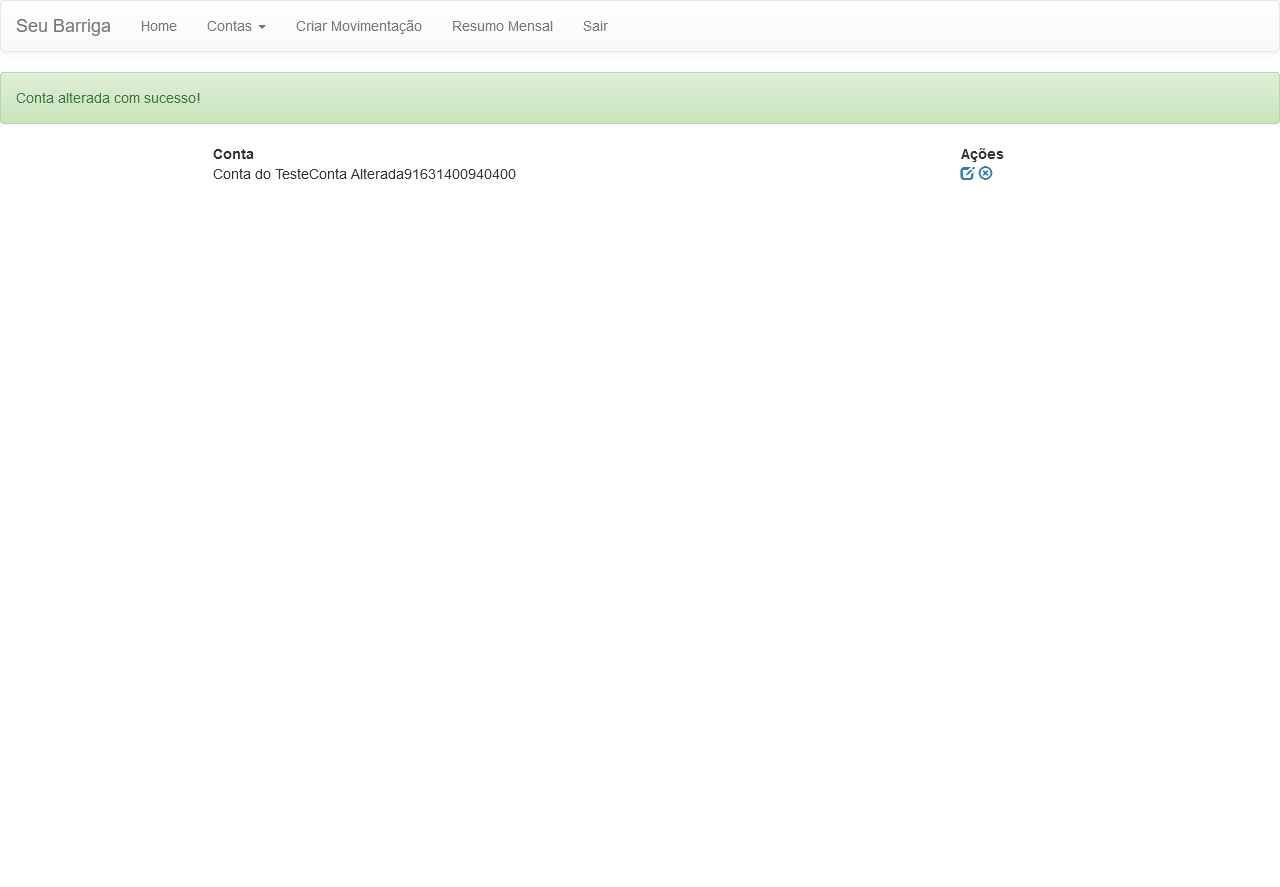 Seu Barriga Home Contas Criar Movimentação Resumo Mensal Sair
Conta alterada com sucesso!
Conta Ações
Conta do TesteConta Alterada91631400940400